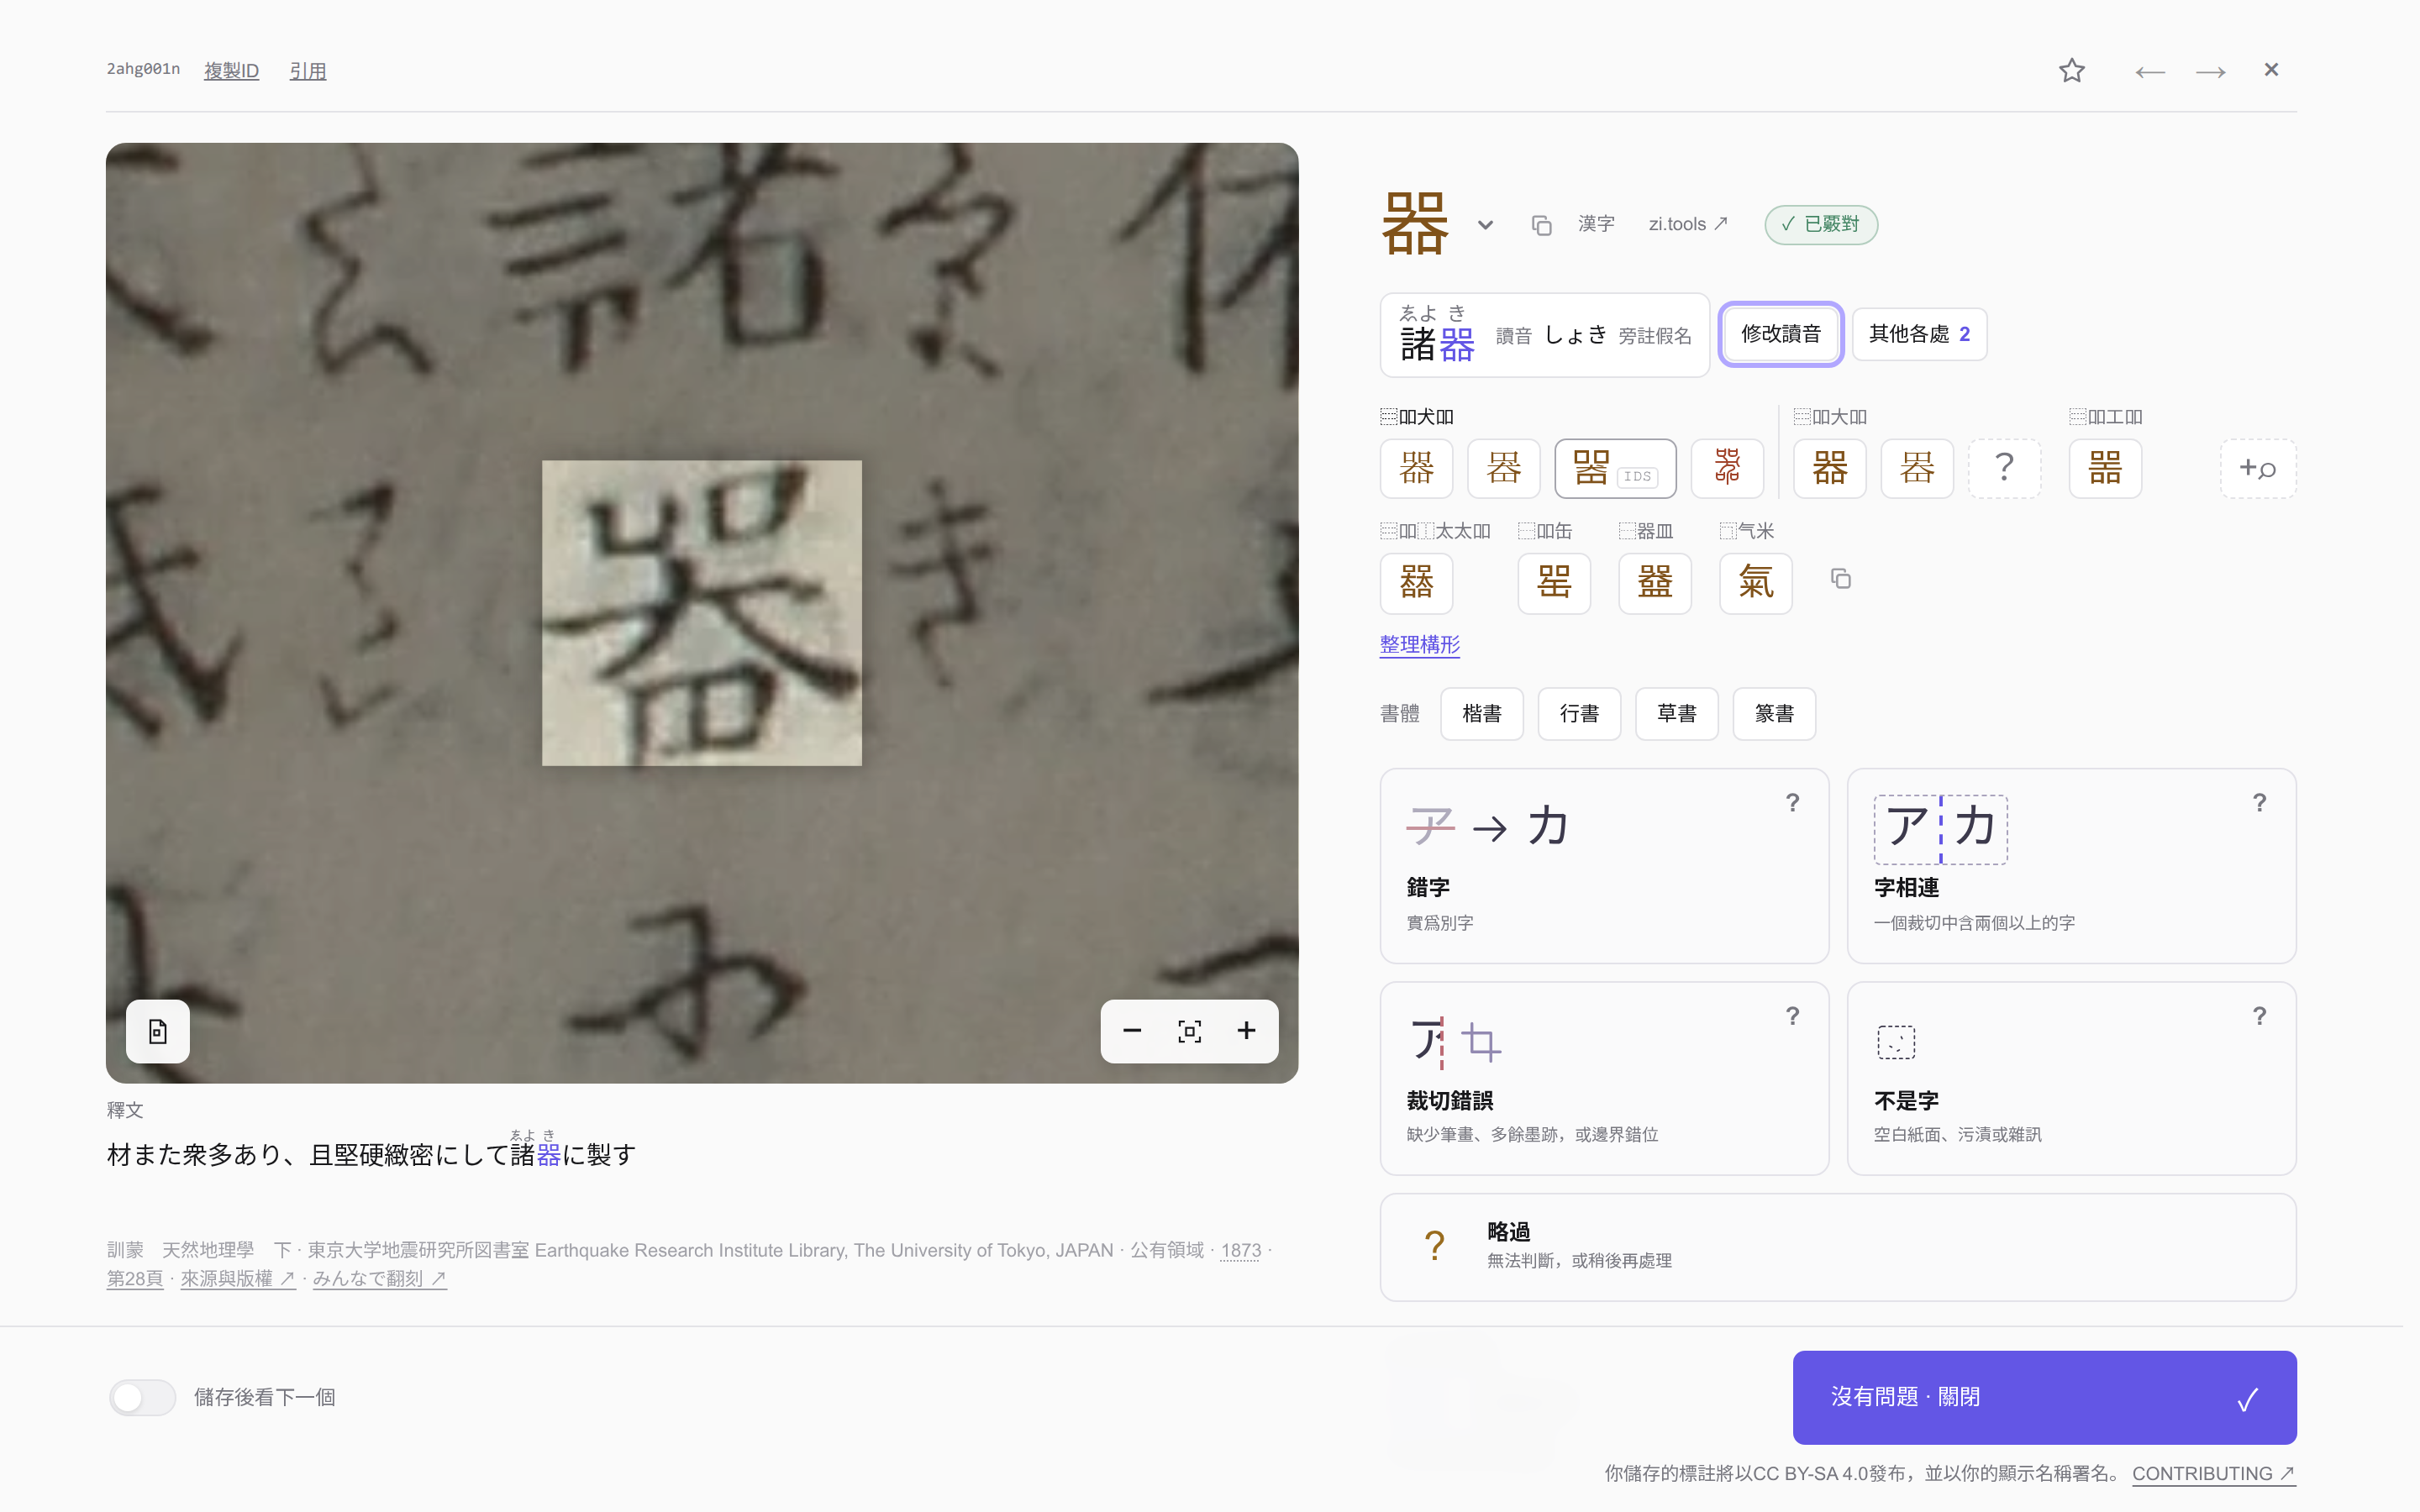 2ahg001n 複製ID 引用
器 漢字 zi.tools ↗ ✓ 已覈對
ゑよ き
諸器 讀音 しょき 旁註假名 修改讀音 其他各處 2
⿳吅犬吅 ⿳吅大吅 ⿳吅工吅
器 器 IDS 器 器 器 ? +
⿳吅⿰太太吅 ⿱吅缶 ⿱器皿 ⿹气米
氣
整理構形
書體 楷書 行書 草書 篆書
ア → カ ?
錯字
實爲別字
ア カ ?
字相連
一個裁切中含兩個以上的字
ア ?
裁切錯誤
缺少筆畫、多餘墨跡，或邊界錯位
?
不是字
空白紙面、污漬或雜訊
? 略過
無法判斷，或稍後再處理
諸
器
き
釋文
ゑよ き
材また衆多あり、且堅硬緻密にして諸器に製す
訓蒙 天然地理學 下 · 東京大学地震研究所図書室 Earthquake Research Institute Library, The University of Tokyo, JAPAN · 公有領域 · 1873 ·
第28頁 · 來源與版權 ↗ · みんなで翻刻 ↗
儲存後看下一個
沒有問題 · 關閉 ✓
你儲存的標註將以CC BY-SA 4.0發布，並以你的顯示名稱署名。 CONTRIBUTING ↗